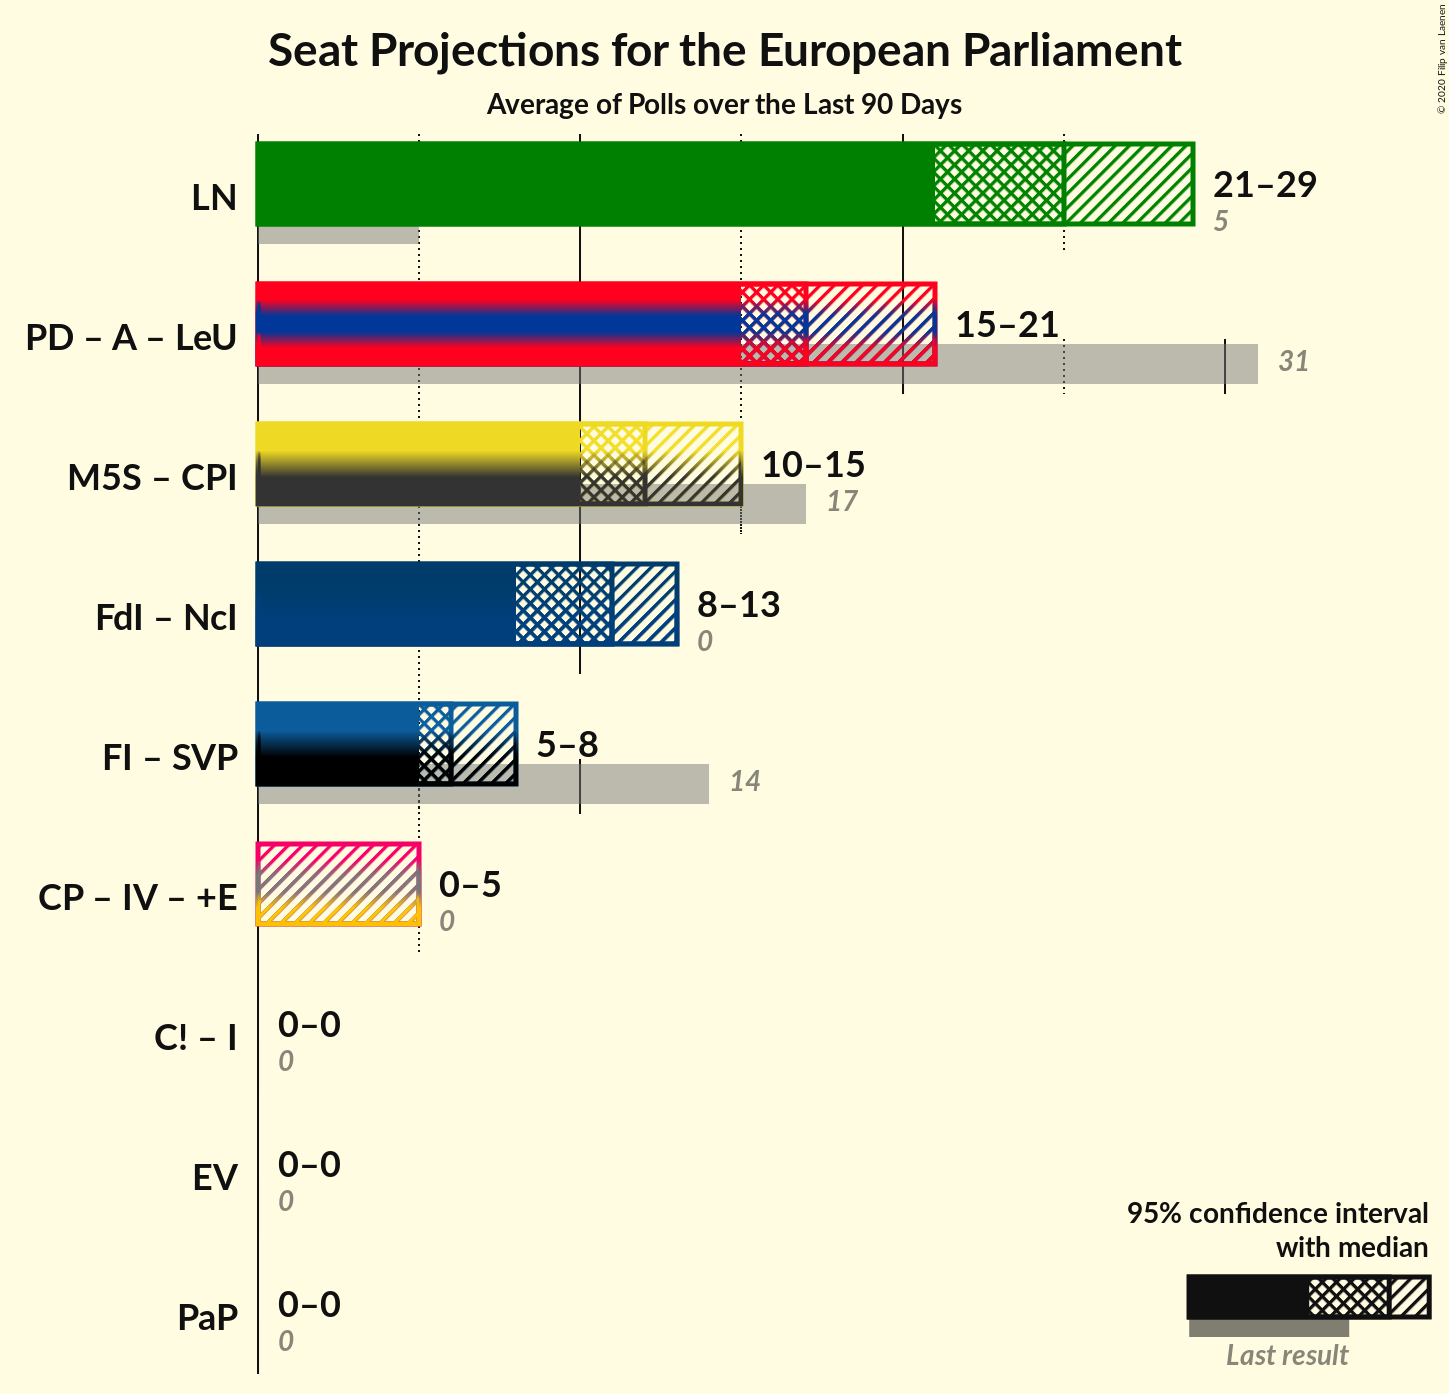 Seat Projections for the European Parliament
Average of Polls over the Last 90 Days
© 2020 Filip van Laenen
LN
21–29
5
PD – A – LeU
15–21
31
M5S – CPI
10–15
17
FdI – NcI
8–13
0
FI – SVP
5–8
14
CP – IV – +E
0–5
0
C! – I
0–0
0
EV
0–0
0
PaP
0–0
0
95% confidence interval
with median
Last result